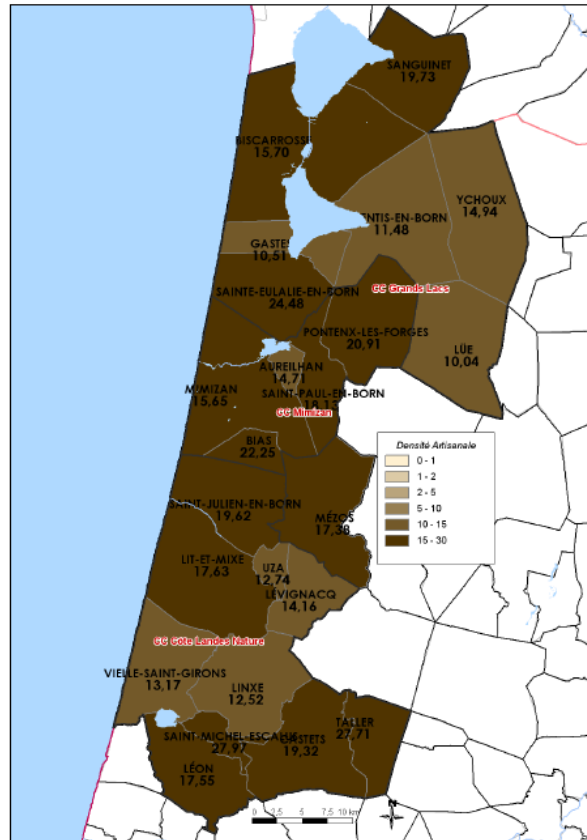 SANGUINET
19,73
BISCARROSSE
15,70
YCHOUX
14,94
ENTIS-EN-BORN
11,48
GASTES
10,51
SAINTE-EULALIE-EN-BORN
24,48
CC Grands Lacs
PONTENX-LES-FORGES
20,91
LÜE
10,04
AUREILHAN
14,71
MIMIZAN
15,65
SAINT-PAUL-EN-BORN
18,13
CC Mimizan
BIAS
22,25
Densité Artisanale
0 - 1
1 - 2
2 - 5
5 - 10
10 - 15
15 - 30
SAINT-JULIEN-EN-BORN
19,62
MÉZOS
17,38
LIT-ET-MIXE
17,63
UZA
12,74
LÉVIGNACQ
14,16
CC Côte Landes Nature
VIELLE-SAINT-GIRONS
13,17
LINXE
12,52
TALLER
27,71
SAINT-MICHEL-ESCALUS
27,97
CASTETS
19,32
LÉON
17,55
0 2,5 5 7,5 10 km
N